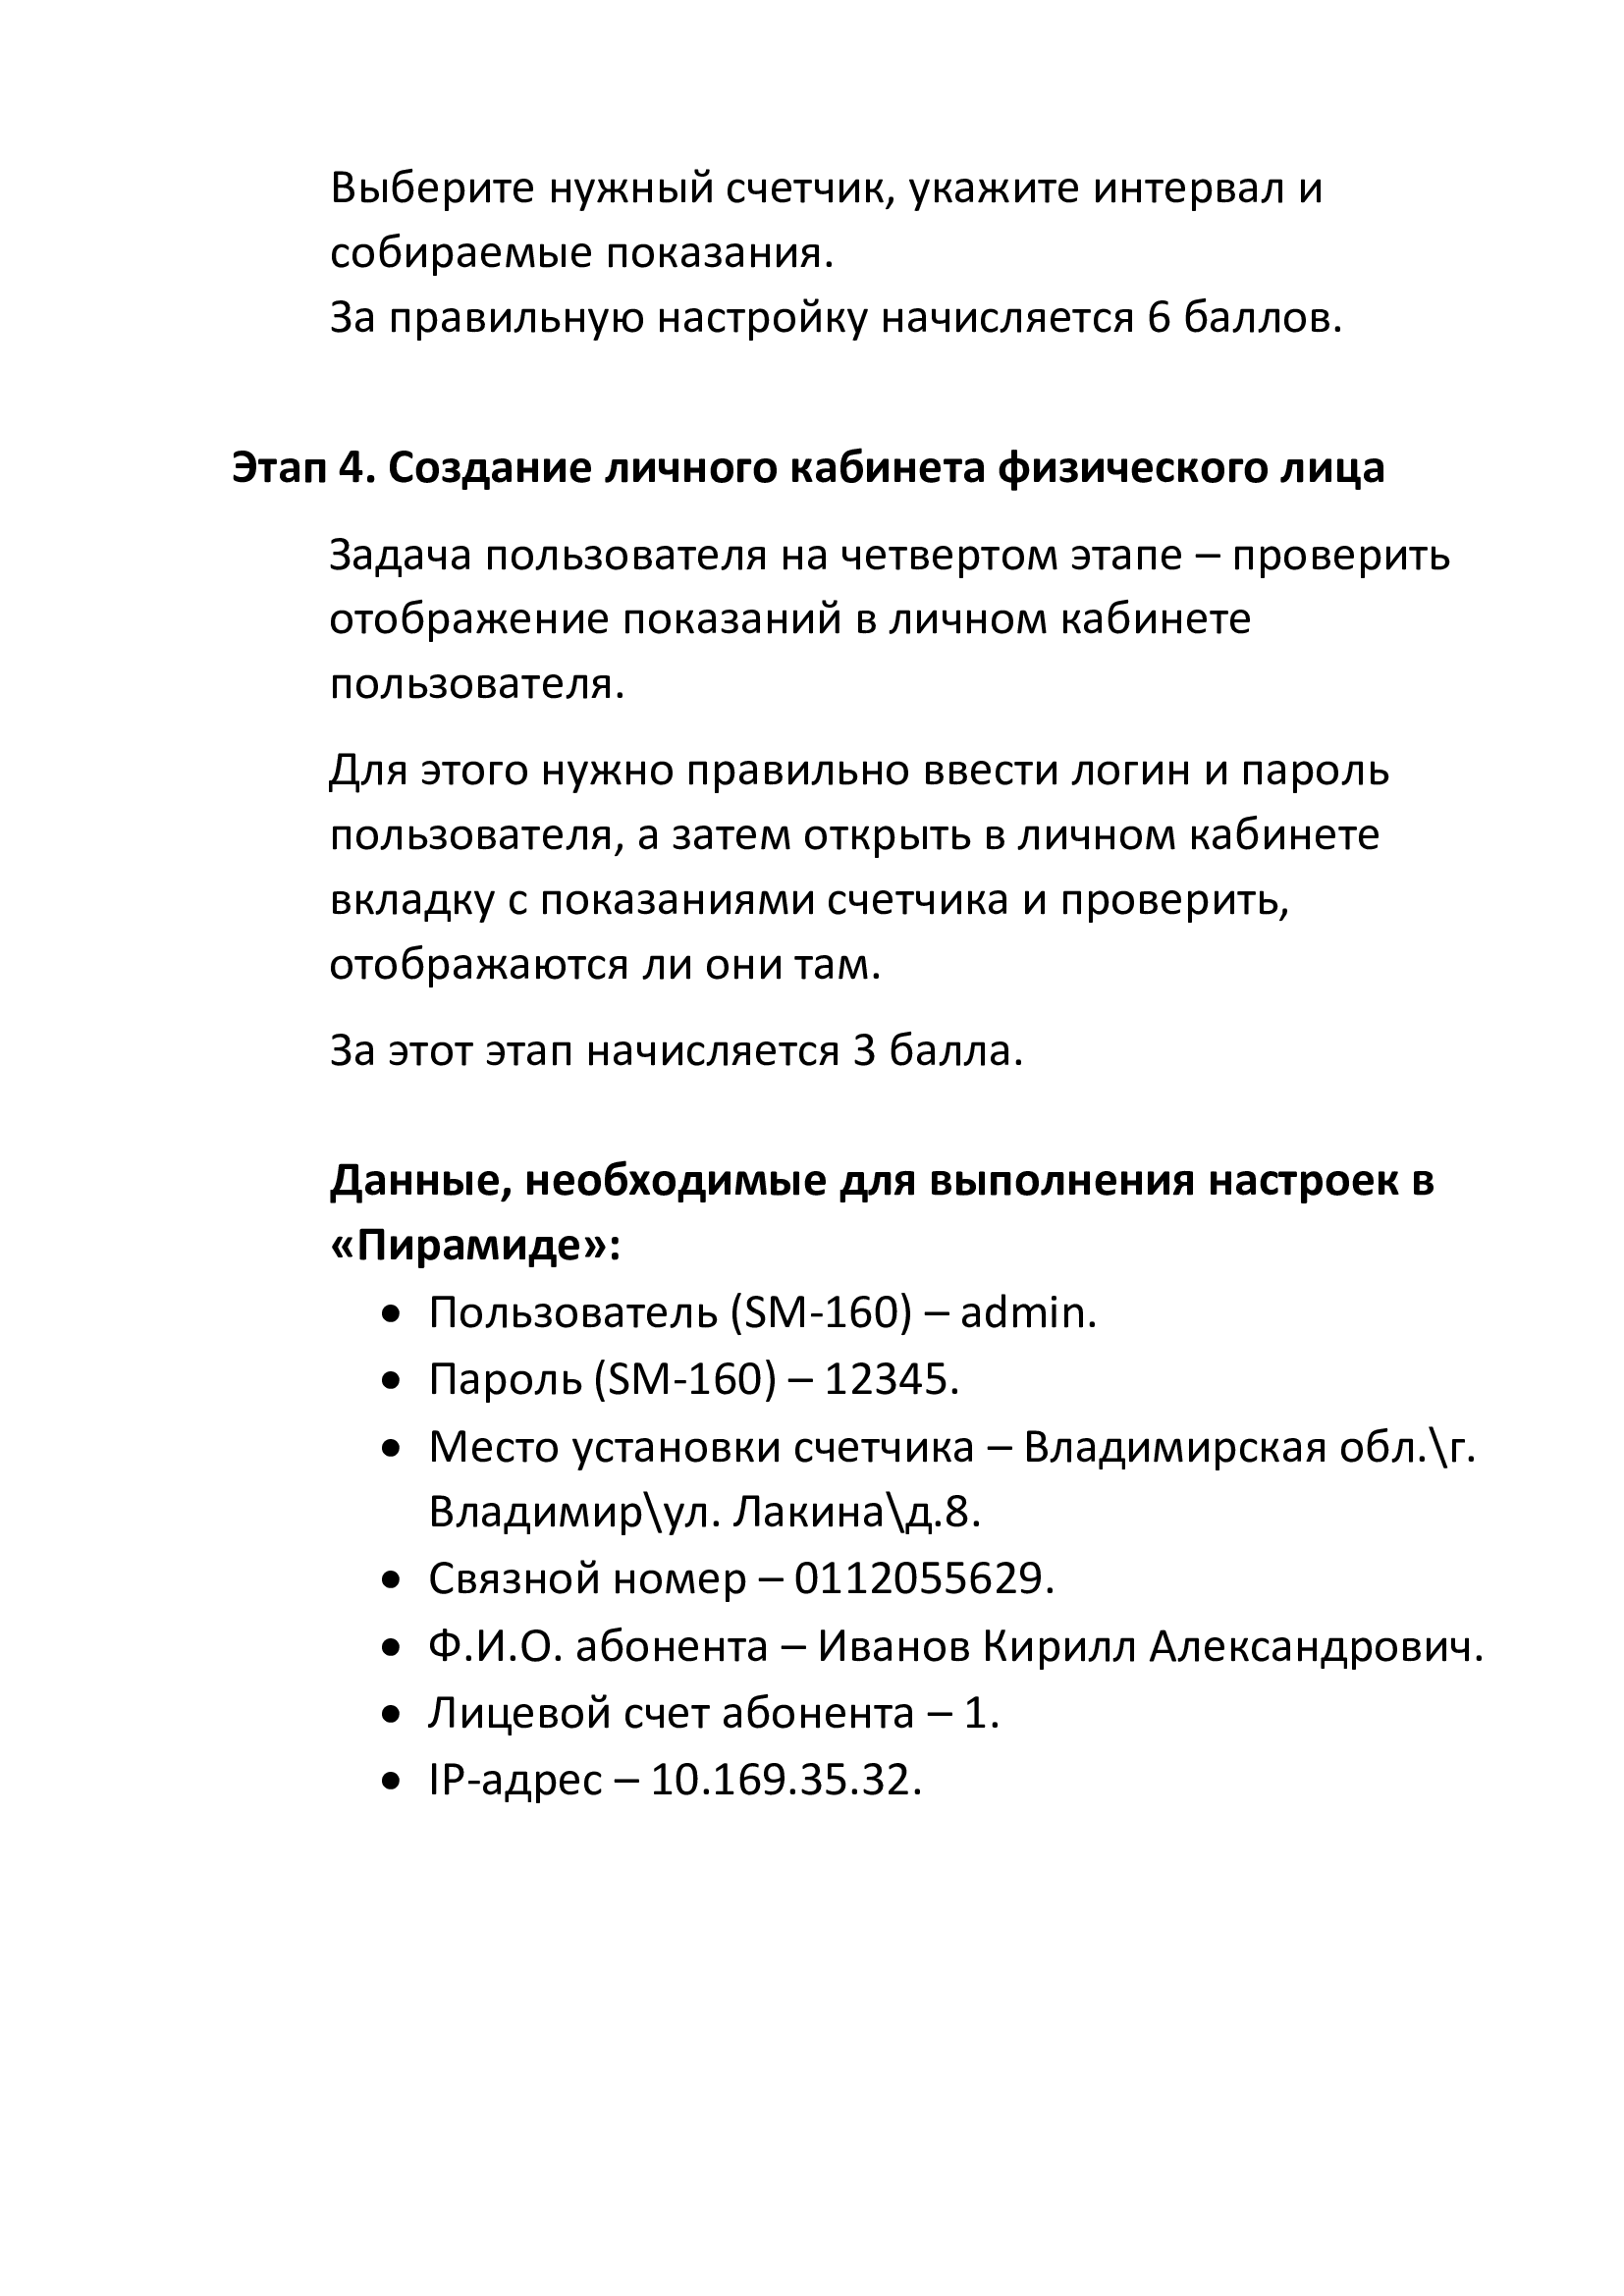 Выберите нужный счетчик, укажите интервал и
собираемые показания.
За правильную настройку начисляется 6 баллов.
Этап 4. Создание личного кабинета физического лица
Задача пользователя на четвертом этапе – проверить
отображение показаний в личном кабинете
пользователя.
Для этого нужно правильно ввести логин и пароль
пользователя, а затем открыть в личном кабинете
вкладку с показаниями счетчика и проверить,
отображаются ли они там.
За этот этап начисляется 3 балла.
Данные, необходимые для выполнения настроек в
«Пирамиде»:
• Пользователь (SM-160) – admin.
• Пароль (SM-160) – 12345.
• Место установки счетчика – Владимирская обл.\г.
Владимир\ул. Лакина\д.8.
• Связной номер – 0112055629.
• Ф.И.О. абонента – Иванов Кирилл Александрович.
• Лицевой счет абонента – 1.
• IP-адрес – 10.169.35.32.